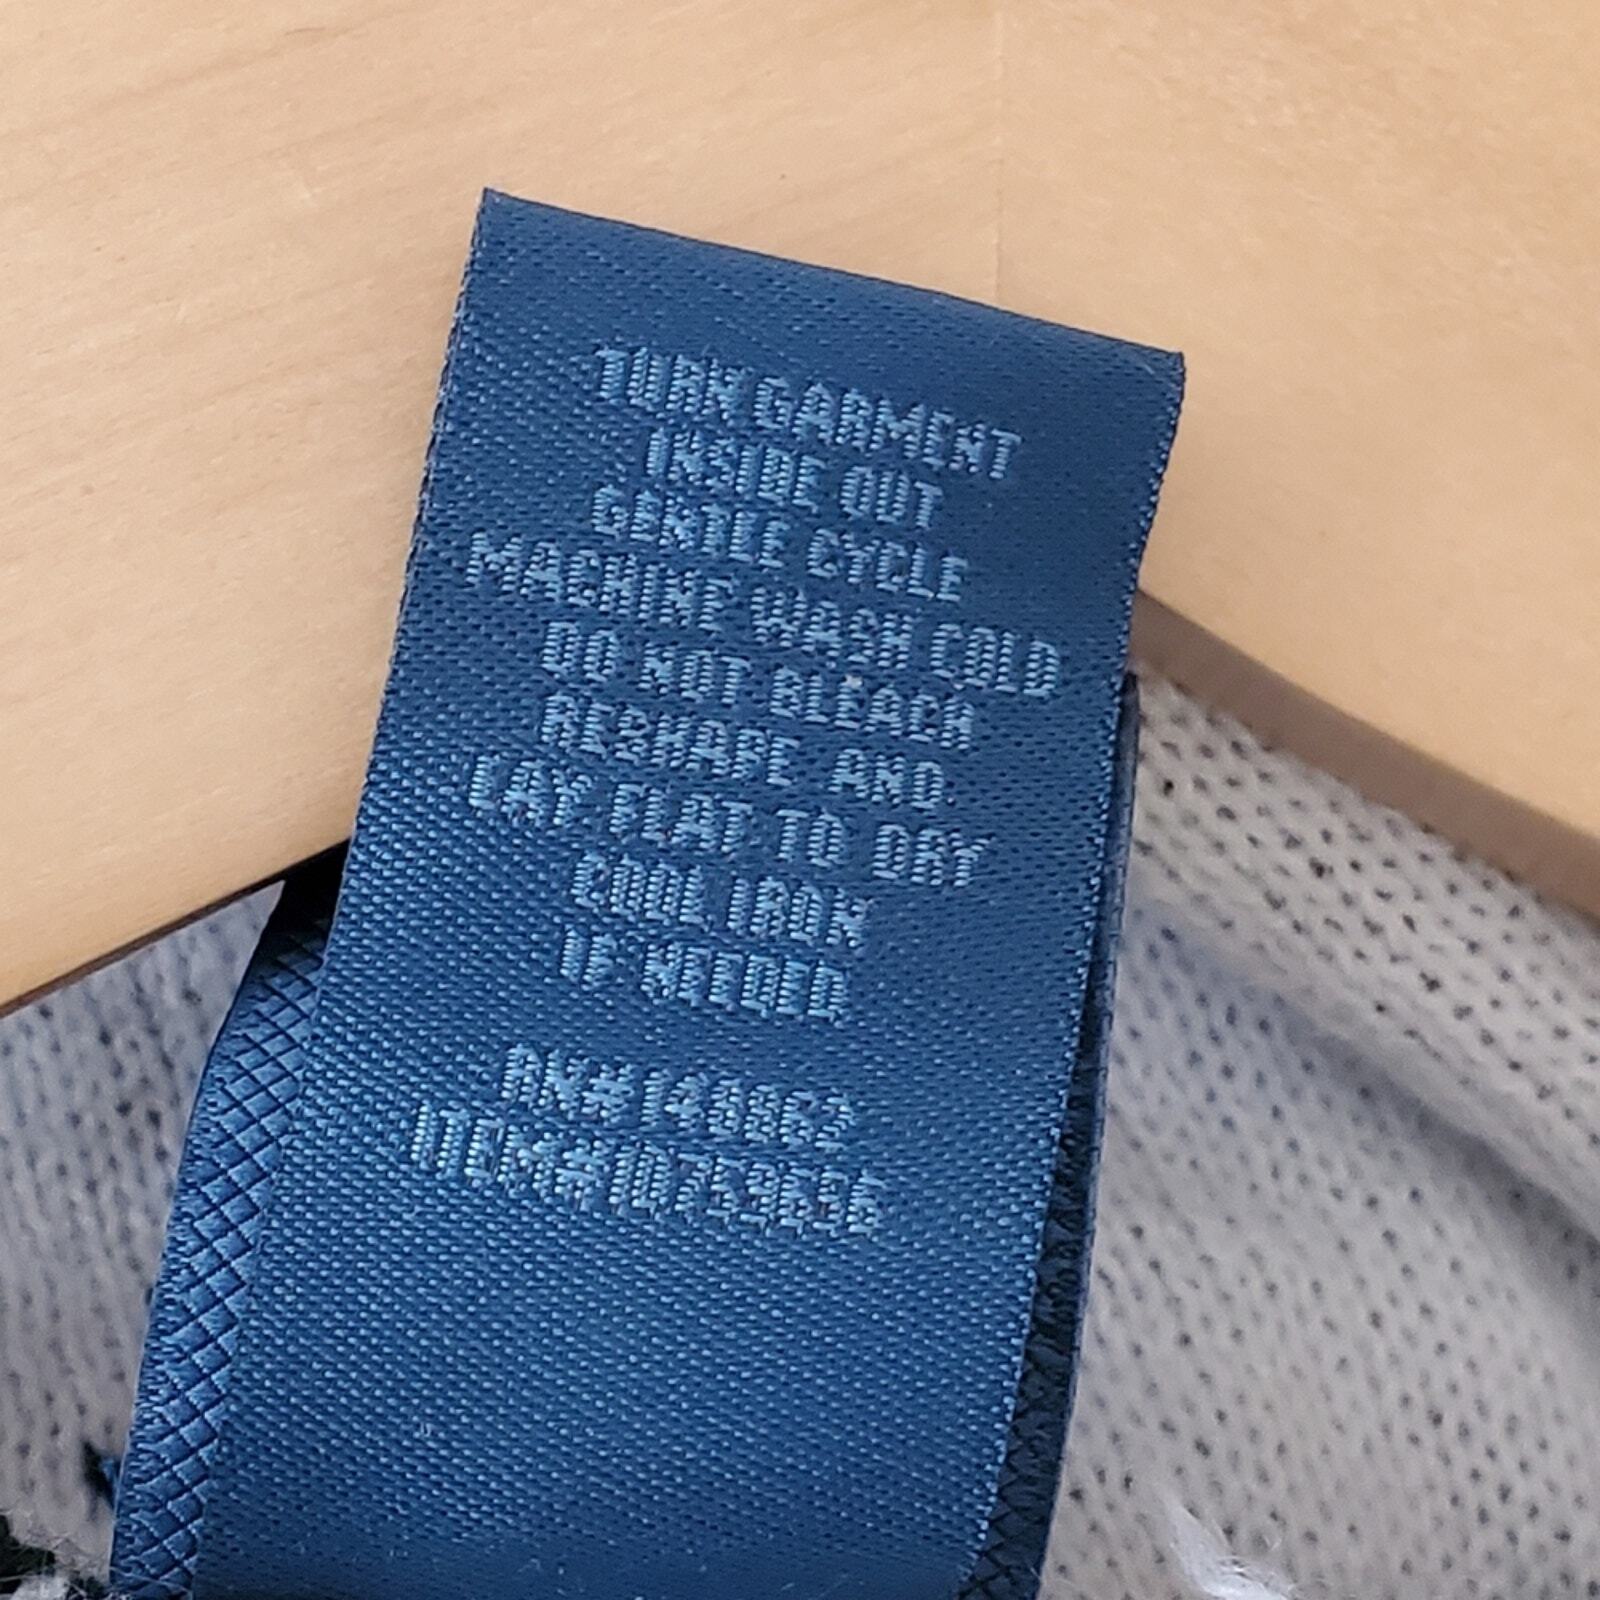 TURN GARMENT
INSIDE OUT
GENTLE CYCLE
MACHINE WASH COLD
DO NOT BLEACH
RESHAPE AND
LAY FLAT TO DRY
COOL IRON
IF NEEDED